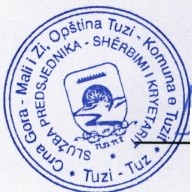 Crna Gora - Mali i Zi, Opština Tuzi - Komuna e Tuzit
SLUŽBA PREDSJEDNIKA - SHËRBIMI I KRYETARIT
* Tuzi - Tuz *